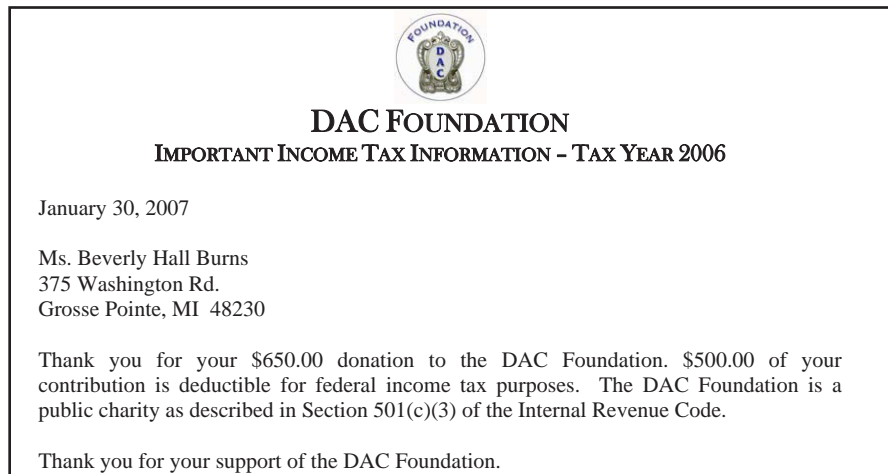 FOUNDATION
DAC
DAC FOUNDATION
IMPORTANT INCOME TAX INFORMATION – TAX YEAR 2006
January 30, 2007
Ms. Beverly Hall Burns
375 Washington Rd.
Grosse Pointe, MI 48230
Thank you for your $650.00 donation to the DAC Foundation. $500.00 of your
contribution is deductible for federal income tax purposes. The DAC Foundation is a
public charity as described in Section 501(c)(3) of the Internal Revenue Code.
Thank you for your support of the DAC Foundation.